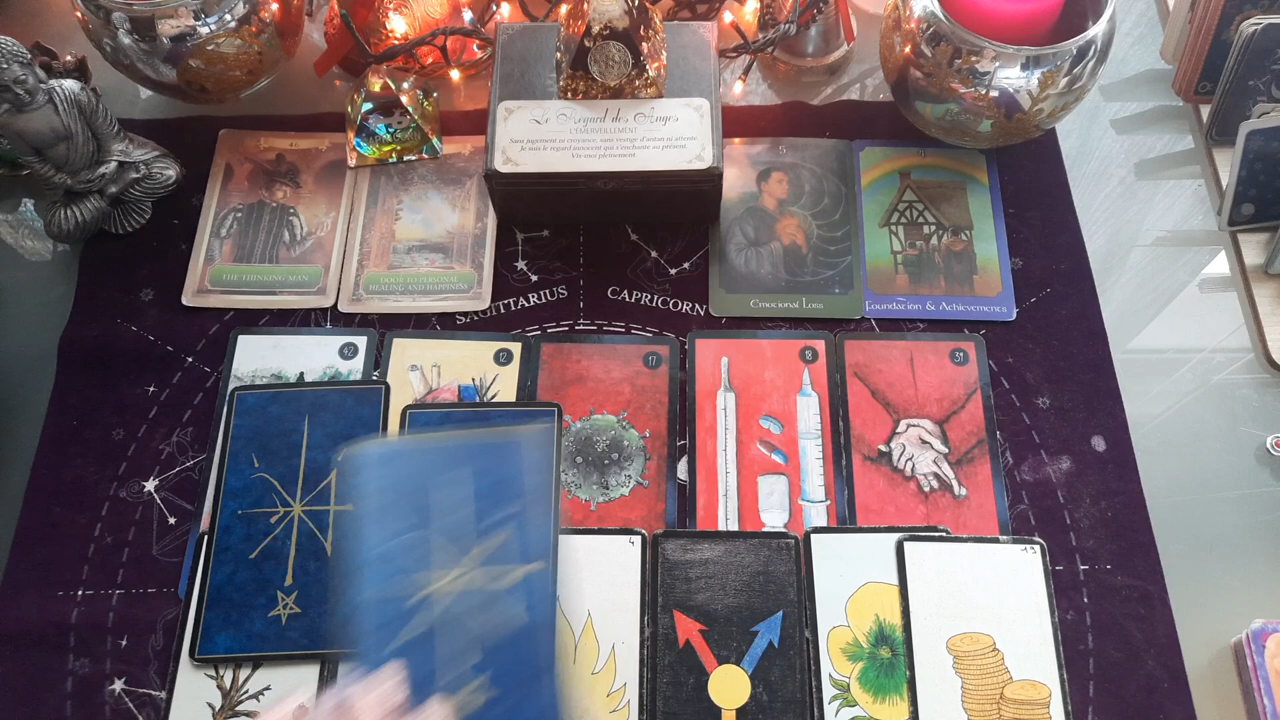 Le Regard des Anges
L'ÉMERVEILLEMENT
Sans jugement ni croyance, sans vestige d'antan ni attente
Je suis le regard innocent qui s'enchante au présent.
Vis-moi pleinement.
46
THE THINKING MAN
DOOR TO PERSONAL
HEALING AND HAPPINESS
5
Emotional Loss
4
Foundation & Achievements
SAGITTARIUS
CAPRICORN
42
12
17
18
39
4
19